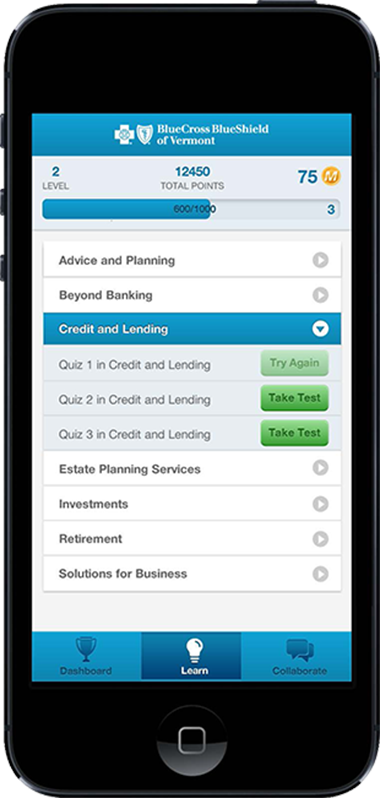 BlueCross BlueShield
of Vermont
2
LEVEL
12450
TOTAL POINTS
75 M
600/1000
3
Advice and Planning
Beyond Banking
Credit and Lending
Quiz 1 in Credit and Lending
Try Again
Quiz 2 in Credit and Lending
Take Test
Quiz 3 in Credit and Lending
Take Test
Estate Planning Services
Investments
Retirement
Solutions for Business
Dashboard
Learn
Collaborate